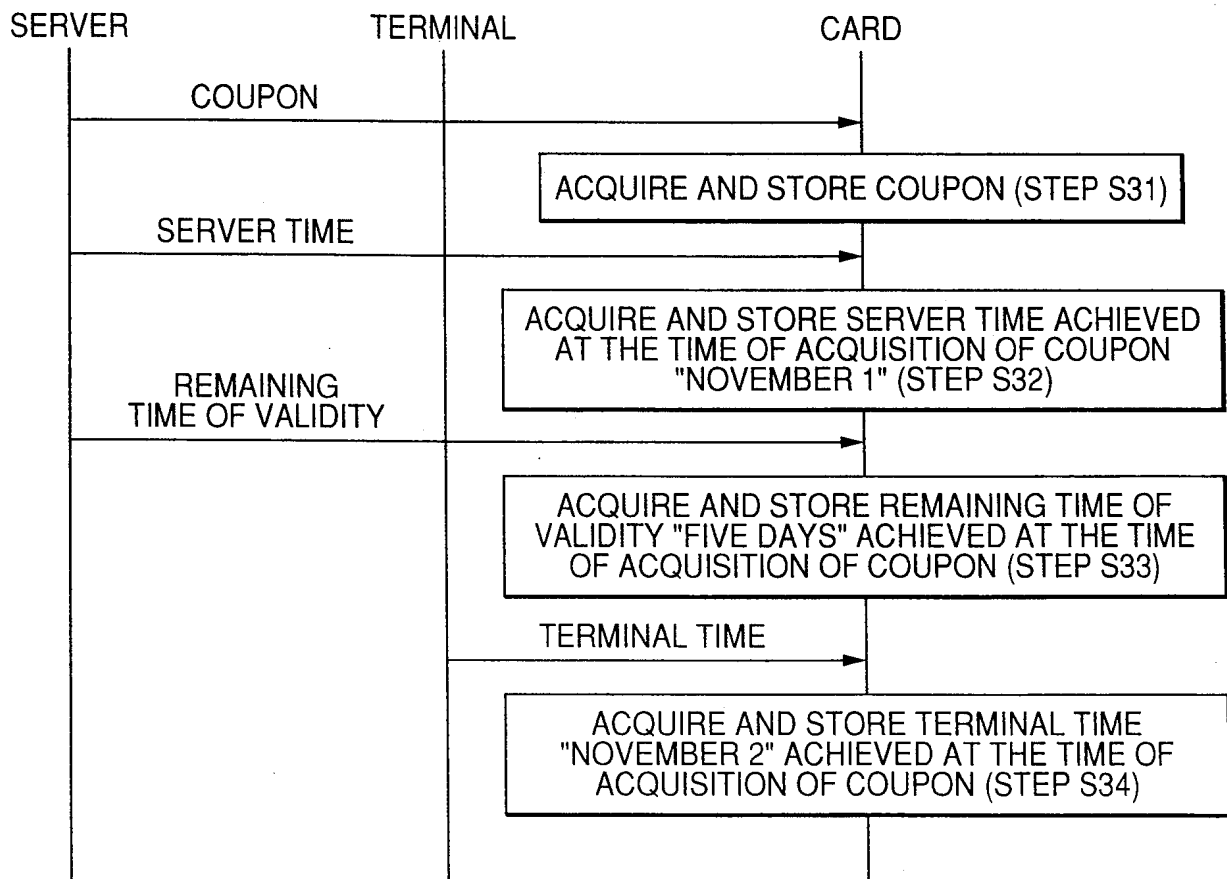 SERVER
TERMINAL
CARD
COUPON
ACQUIRE AND STORE COUPON (STEP S31)
SERVER TIME
ACQUIRE AND STORE SERVER TIME ACHIEVED
AT THE TIME OF ACQUISITION OF COUPON
"NOVEMBER 1" (STEP S32)
REMAINING
TIME OF VALIDITY
ACQUIRE AND STORE REMAINING TIME OF
VALIDITY "FIVE DAYS" ACHIEVED AT THE TIME
OF ACQUISITION OF COUPON (STEP S33)
TERMINAL TIME
ACQUIRE AND STORE TERMINAL TIME
"NOVEMBER 2" ACHIEVED AT THE TIME OF
ACQUISITION OF COUPON (STEP S34)